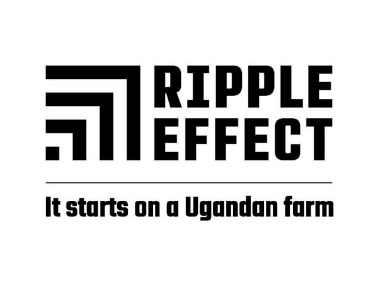 RIPPLE
EFFECT
It starts on a Ugandan farm